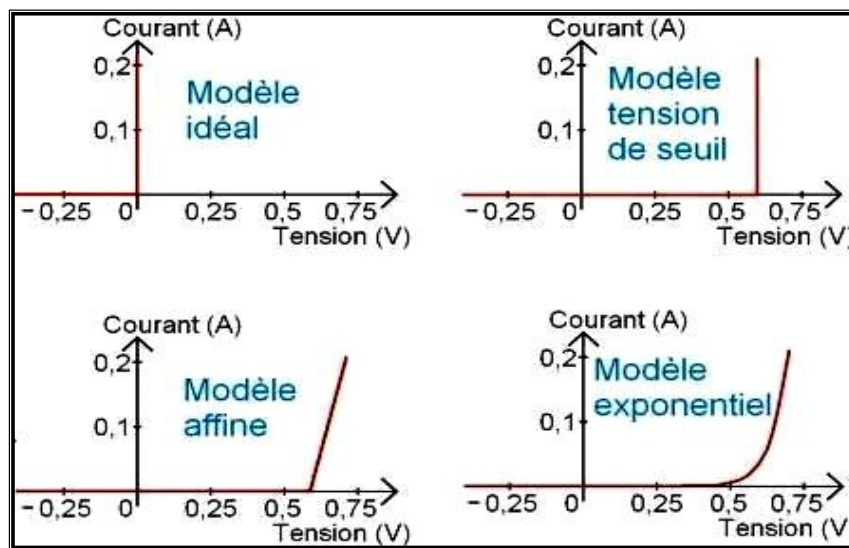 Courant (A)
0,2
0,1
Modèle
idéal
−0,25
0
0,25
0,5
0,75
Tension (V)
Courant (A)
0,2
0,1
Modèle
tension
de seuil
−0,25
0
0,25
0,5
0,75
Tension (V)
Courant (A)
0,2
0,1
Modèle
affine
−0,25
0
0,25
0,5
0,75
Tension (V)
Courant (A)
0,2
0,1
Modèle
exponentiel
−0,25
0
0,25
0,5
0,75
Tension (V)